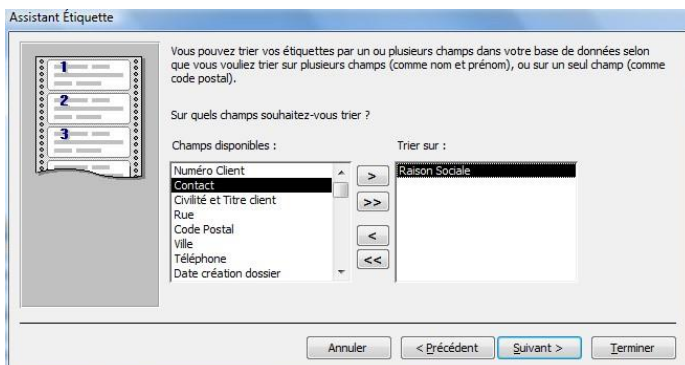 Assistant Étiquette
1
2
3
Vous pouvez trier vos étiquettes par un ou plusieurs champs dans votre base de données selon
que vous vouliez trier sur plusieurs champs (comme nom et prénom), ou sur un seul champ (comme
code postal).
Sur quels champs souhaitez-vous trier ?
Champs disponibles :
Trier sur :
Numéro Client
Contact
Civilité et Titre client
Rue
Code Postal
Ville
Téléphone
Date création dossier
>
>>
<
<<
Raison Sociale
Annuler
< Précédent
Suivant >
Terminer